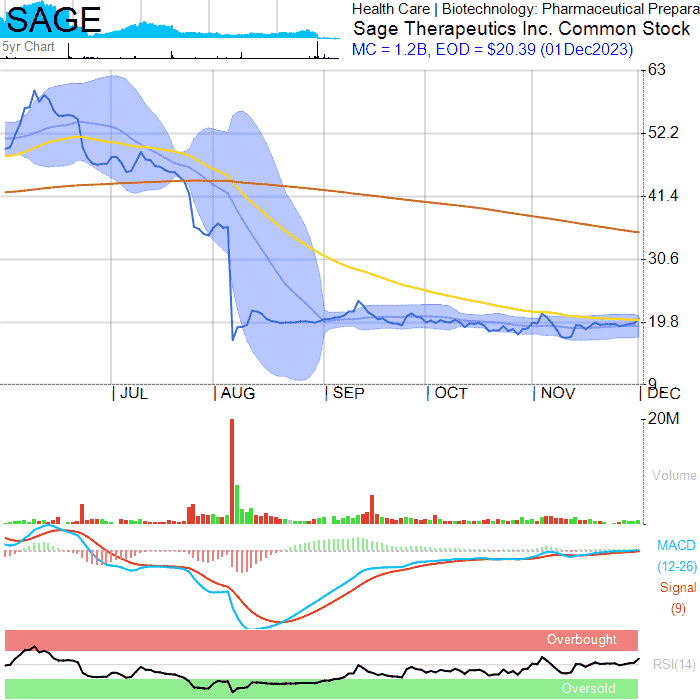 SAGE
5yr Chart
Health Care | Biotechnology: Pharmaceutical Prepara
Sage Therapeutics Inc. Common Stock
MC = 1.2B, EOD = $20.39 (01Dec2023)
63
52.2
41.4
30.6
19.8
9
JUL AUG SEP OCT NOV DEC
20M
Volume
MACD
(12-26)
Signal
(9)
Overbought
RSI(14)
Oversold